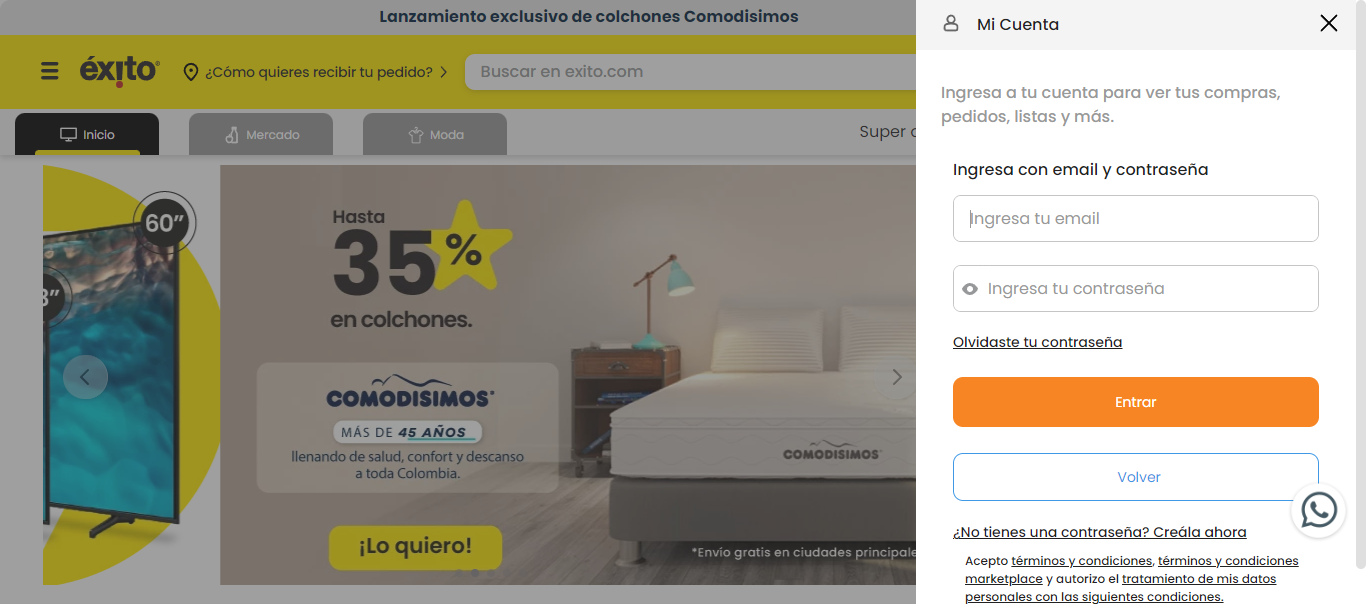 Lanzamiento exclusivo de colchones Comodisimos
éxito
¿Cómo quieres recibir tu pedido?
Buscar en exito.com
Inicio
Mercado
Moda
Super
60”
Hasta
35%
en colchones.
COMODISIMOS
MÁS DE 45 AÑOS
llenando de salud, confort y descanso
a toda Colombia.
¡Lo quiero!
COMODISIMOS
*Envío gratis en ciudades principale
Mi Cuenta
Ingresa a tu cuenta para ver tus compras,
pedidos, listas y más.
Ingresa con email y contraseña
Ingresa tu email
Ingresa tu contraseña
Olvidaste tu contraseña
Entrar
Volver
¿No tienes una contraseña? Creála ahora
Acepto términos y condiciones, términos y condiciones
marketplace y autorizo el tratamiento de mis datos
personales con las siguientes condiciones.